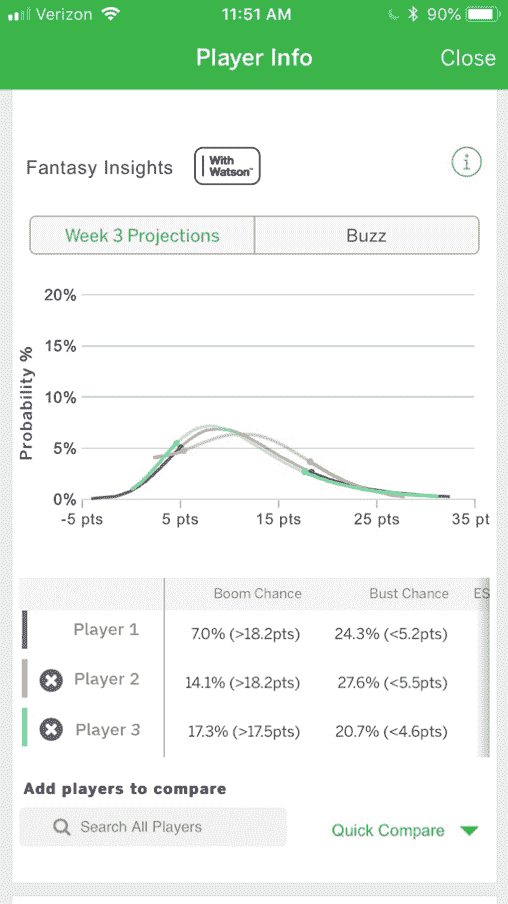 Verizon 11:51 AM 90%
Player Info Close
Fantasy Insights With Watson™ i
Week 3 Projections Buzz
Probability %
20%
15%
10%
5%
0%
-5 pts 5 pts 15 pts 25 pts 35 pt
Boom Chance Bust Chance ES
Player 1 7.0% (>18.2pts) 24.3% (<5.2pts)
Player 2 14.1% (>18.2pts) 27.6% (<5.5pts)
Player 3 17.3% (>17.5pts) 20.7% (<4.6pts)
Add players to compare
Search All Players Quick Compare